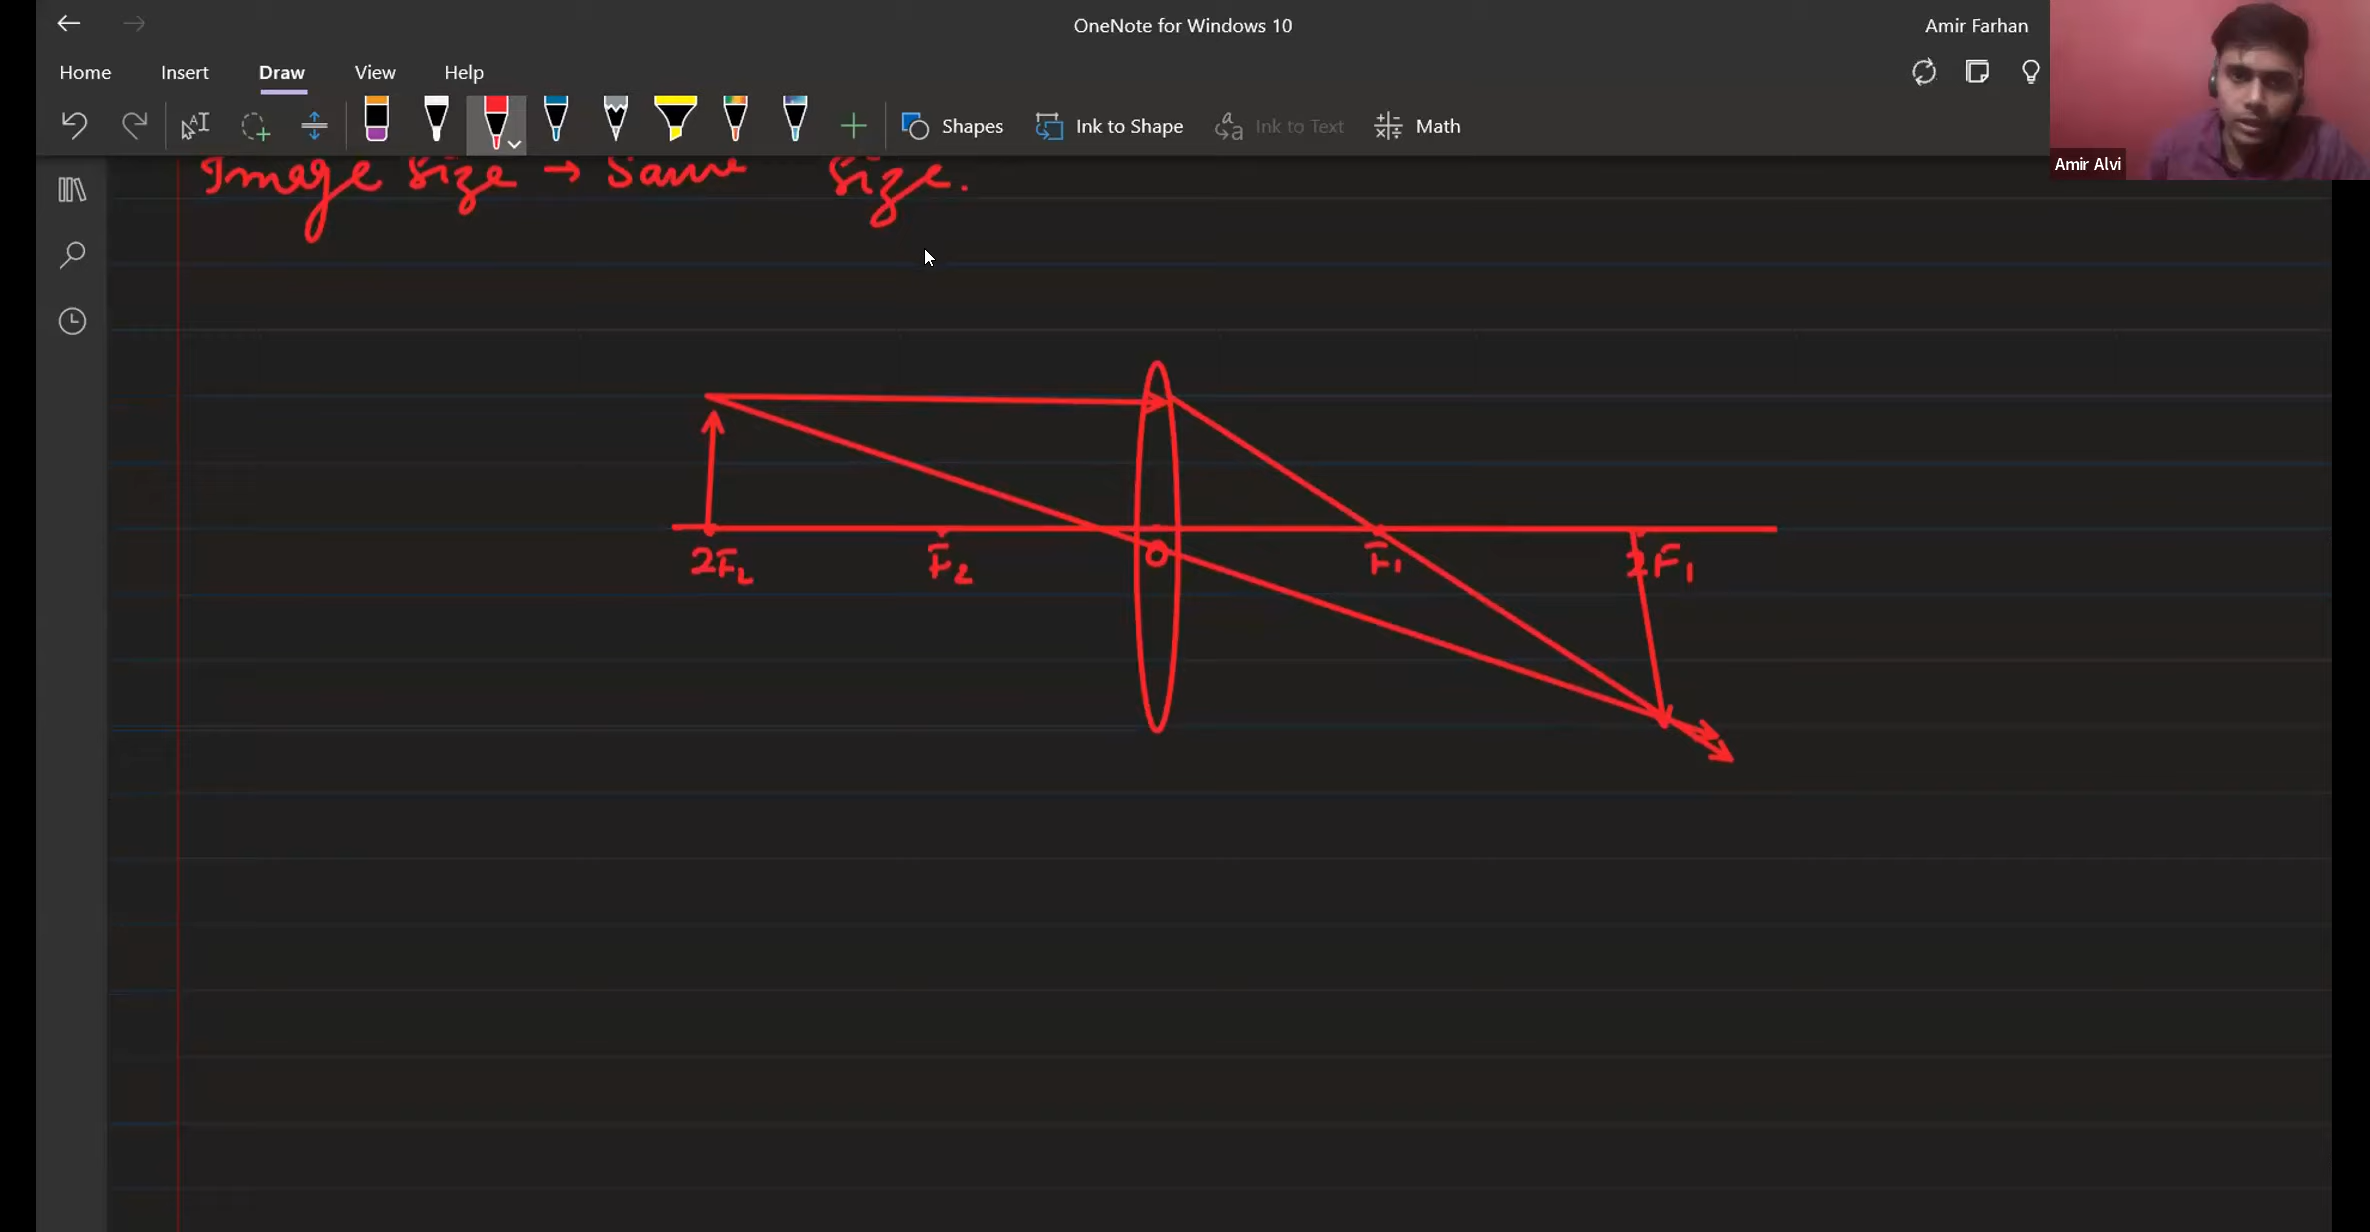 OneNote for Windows 10
Amir Farhan
Home Insert Draw View Help
Shapes Ink to Shape Ink to Text Math
Amir Alvi
Image Size → Same Size.
2F2 F2 O F1 2F1